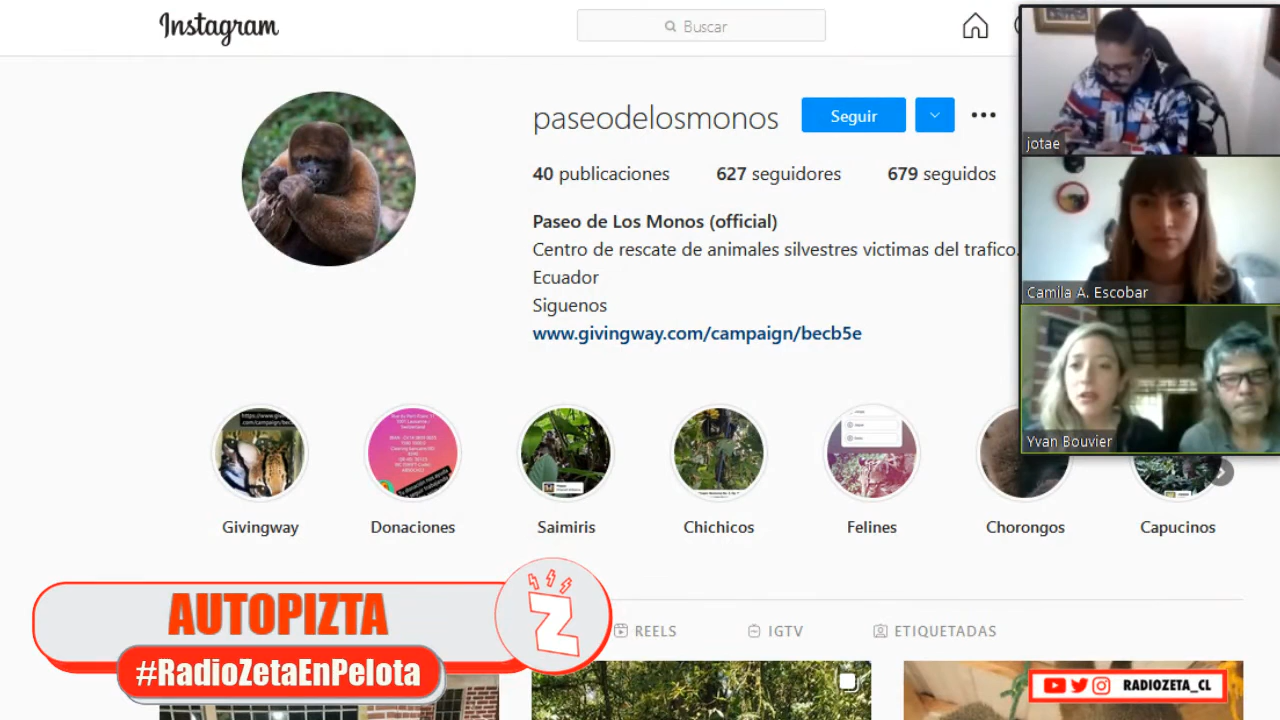 Instagram
Buscar
paseodelosmonos
Seguir
40 publicaciones
627 seguidores
679 seguidos
Paseo de Los Monos (official)
Centro de rescate de animales silvestres victimas del trafico.
Ecuador
Siguenos
www.givingway.com/campaign/becb5e
jotae
Camila A. Escobar
Yvan Bouvier
Givingway
Donaciones
Saimiris
Chichicos
Felines
Chorongos
Capucinos
REELS
IGTV
ETIQUETADAS
AUTOPIZTA
#RadioZetaEnPelota
Z
RADIOZETA_CL